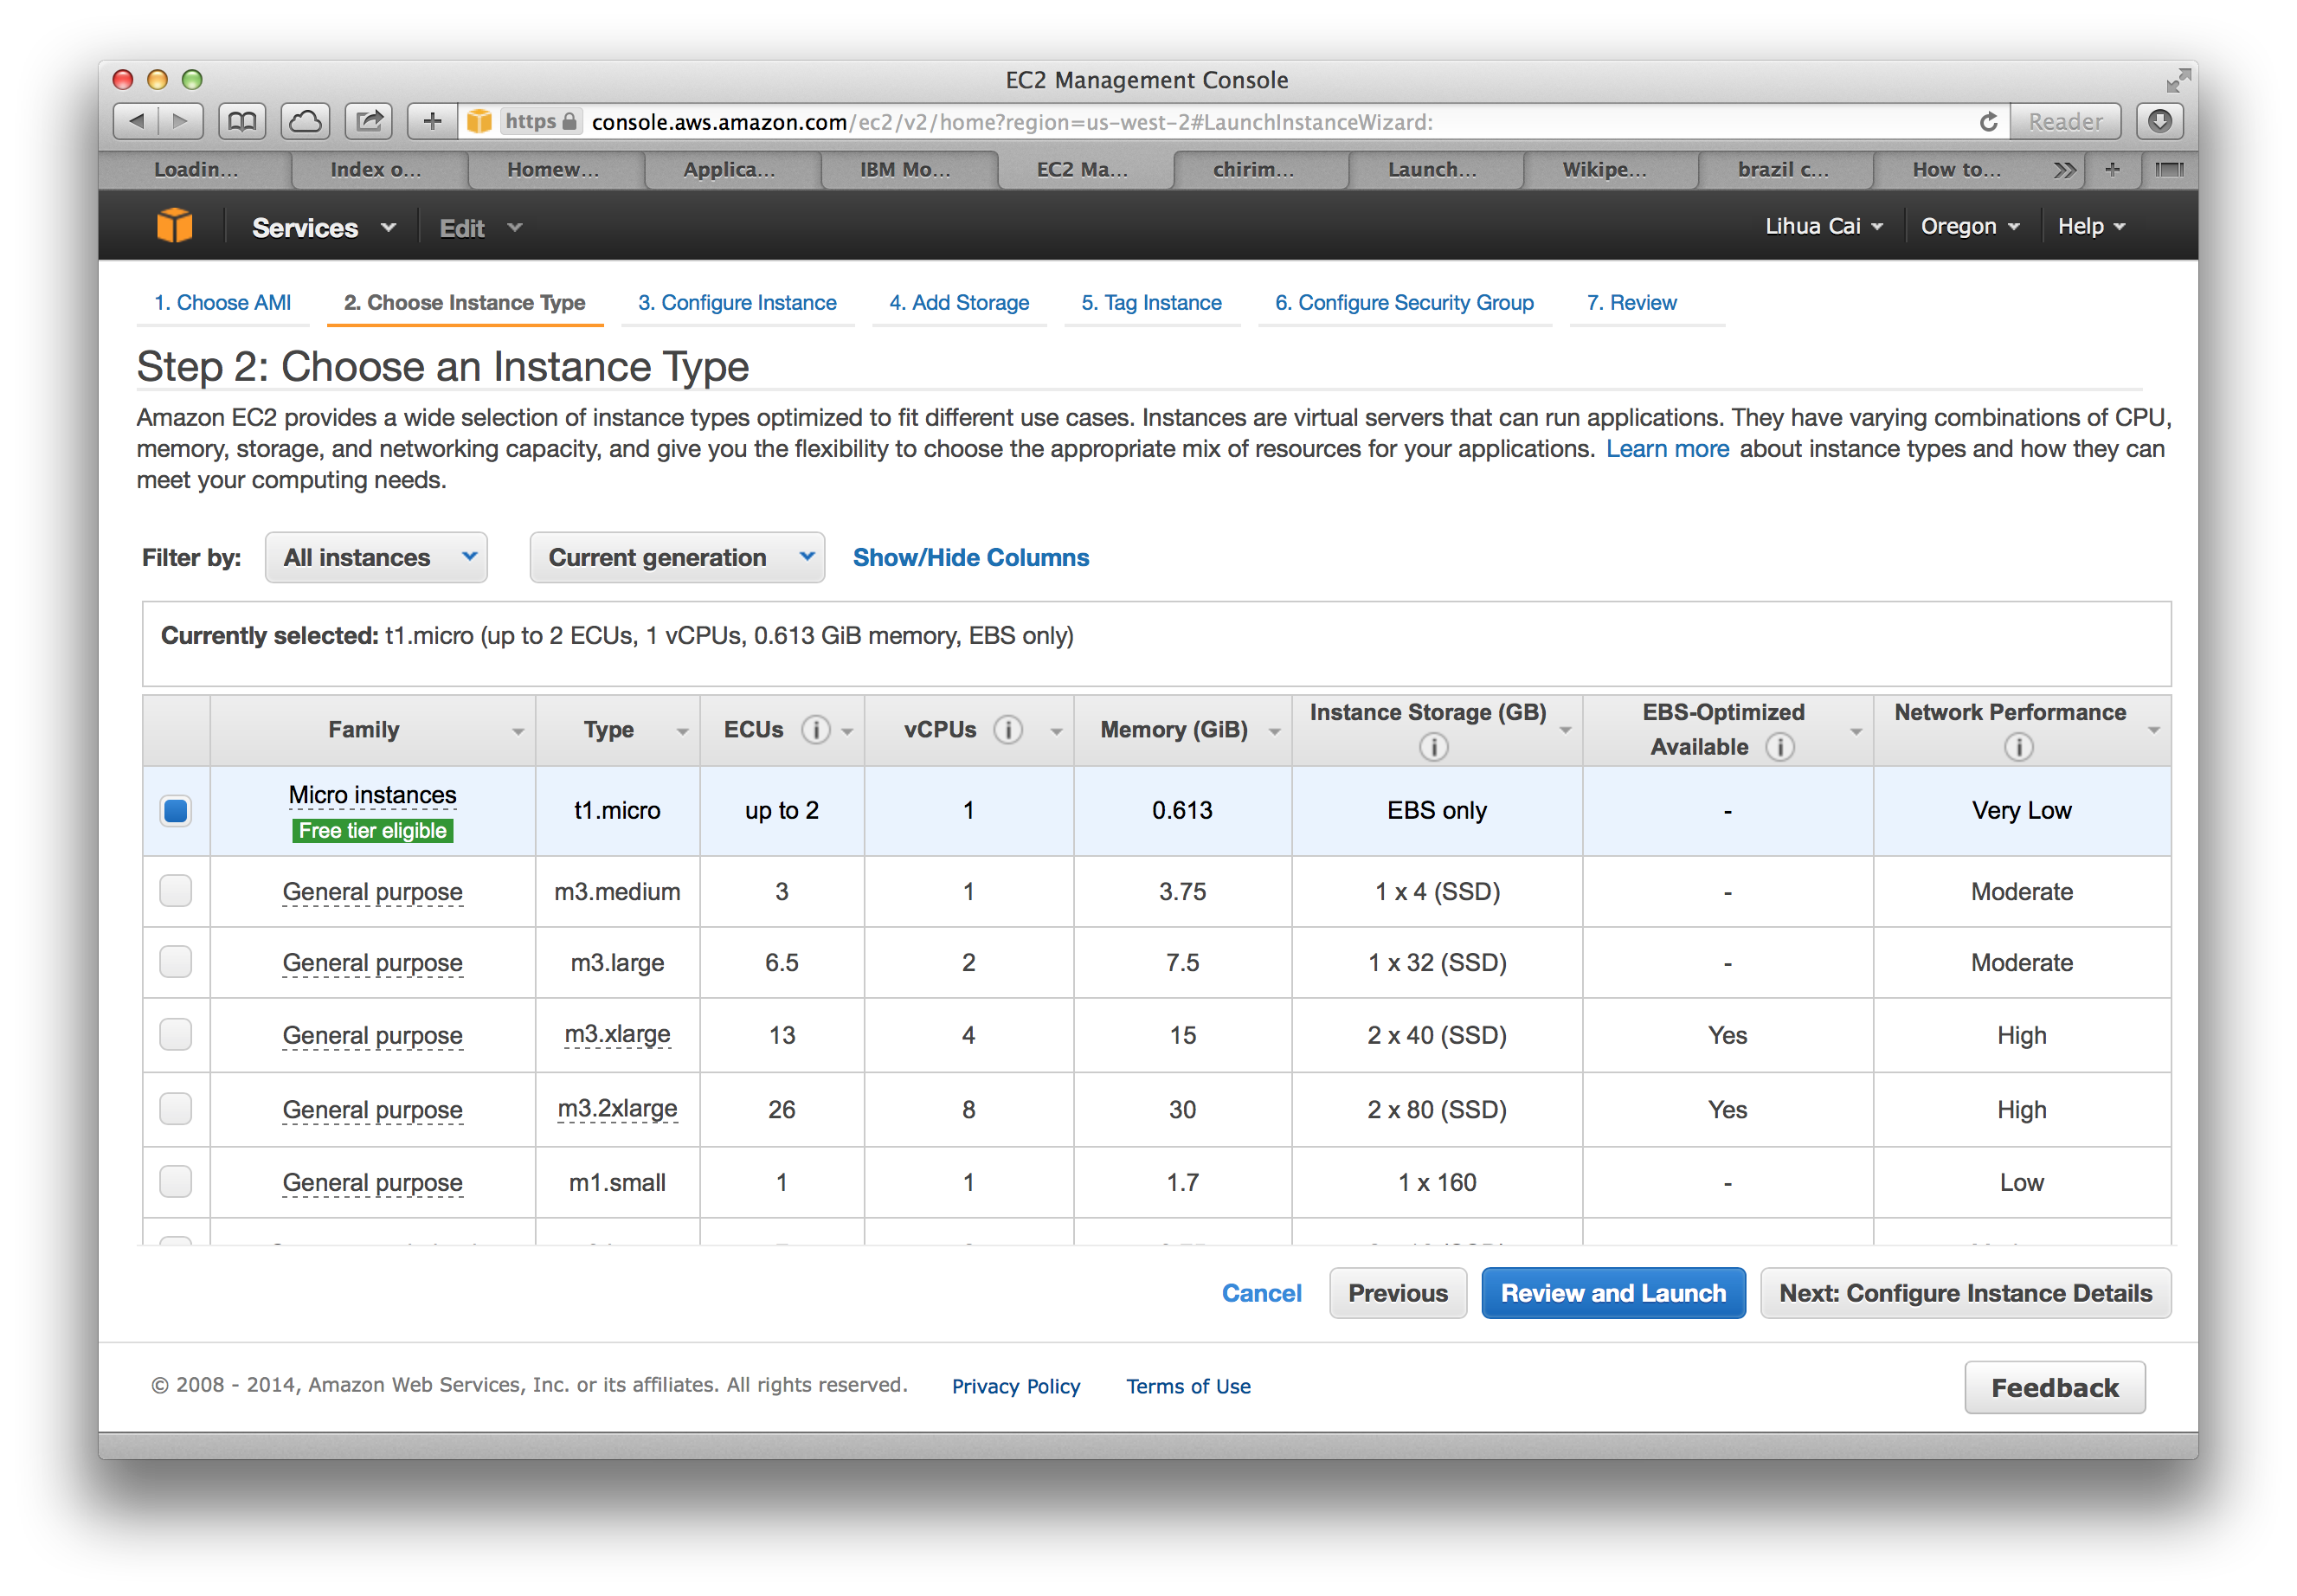 EC2 Management Console
https console.aws.amazon.com/ec2/v2/home?region=us-west-2#LaunchInstanceWizard: Reader
Loadin... Index o... Homew... Applica... IBM Mo... EC2 Ma... chirim... Launch... Wikipe... brazil c... How to...
Services Edit Lihua Cai Oregon Help
1. Choose AMI 2. Choose Instance Type 3. Configure Instance 4. Add Storage 5. Tag Instance 6. Configure Security Group 7. Review
Step 2: Choose an Instance Type
Amazon EC2 provides a wide selection of instance types optimized to fit different use cases. Instances are virtual servers that can run applications. They have varying combinations of CPU,
memory, storage, and networking capacity, and give you the flexibility to choose the appropriate mix of resources for your applications. Learn more about instance types and how they can
meet your computing needs.
Filter by: All instances Current generation Show/Hide Columns
Currently selected: t1.micro (up to 2 ECUs, 1 vCPUs, 0.613 GiB memory, EBS only)
Family Type ECUs vCPUs Memory (GiB) Instance Storage (GB) EBS-Optimized Available Network Performance
Micro instances Free tier eligible t1.micro up to 2 1 0.613 EBS only - Very Low
General purpose m3.medium 3 1 3.75 1 x 4 (SSD) - Moderate
General purpose m3.large 6.5 2 7.5 1 x 32 (SSD) - Moderate
General purpose m3.xlarge 13 4 15 2 x 40 (SSD) Yes High
General purpose m3.2xlarge 26 8 30 2 x 80 (SSD) Yes High
General purpose m1.small 1 1 1.7 1 x 160 - Low
Cancel Previous Review and Launch Next: Configure Instance Details
© 2008 - 2014, Amazon Web Services, Inc. or its affiliates. All rights reserved. Privacy Policy Terms of Use Feedback